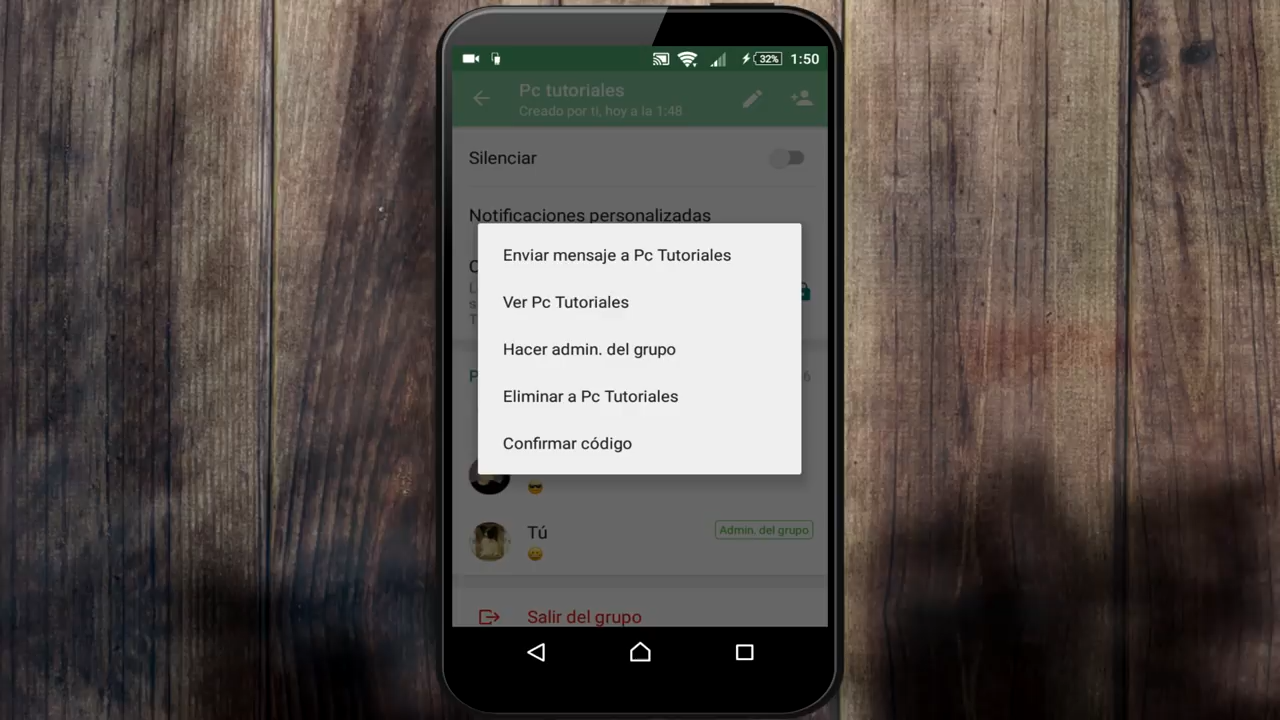 32%
1:50
Pc tutoriales
Creado por ti, hoy a la 1:48
Silenciar
Notificaciones personalizadas
Enviar mensaje a Pc Tutoriales
Ver Pc Tutoriales
Hacer admin. del grupo
Eliminar a Pc Tutoriales
Confirmar código
Tú
Admin. del grupo
Salir del grupo